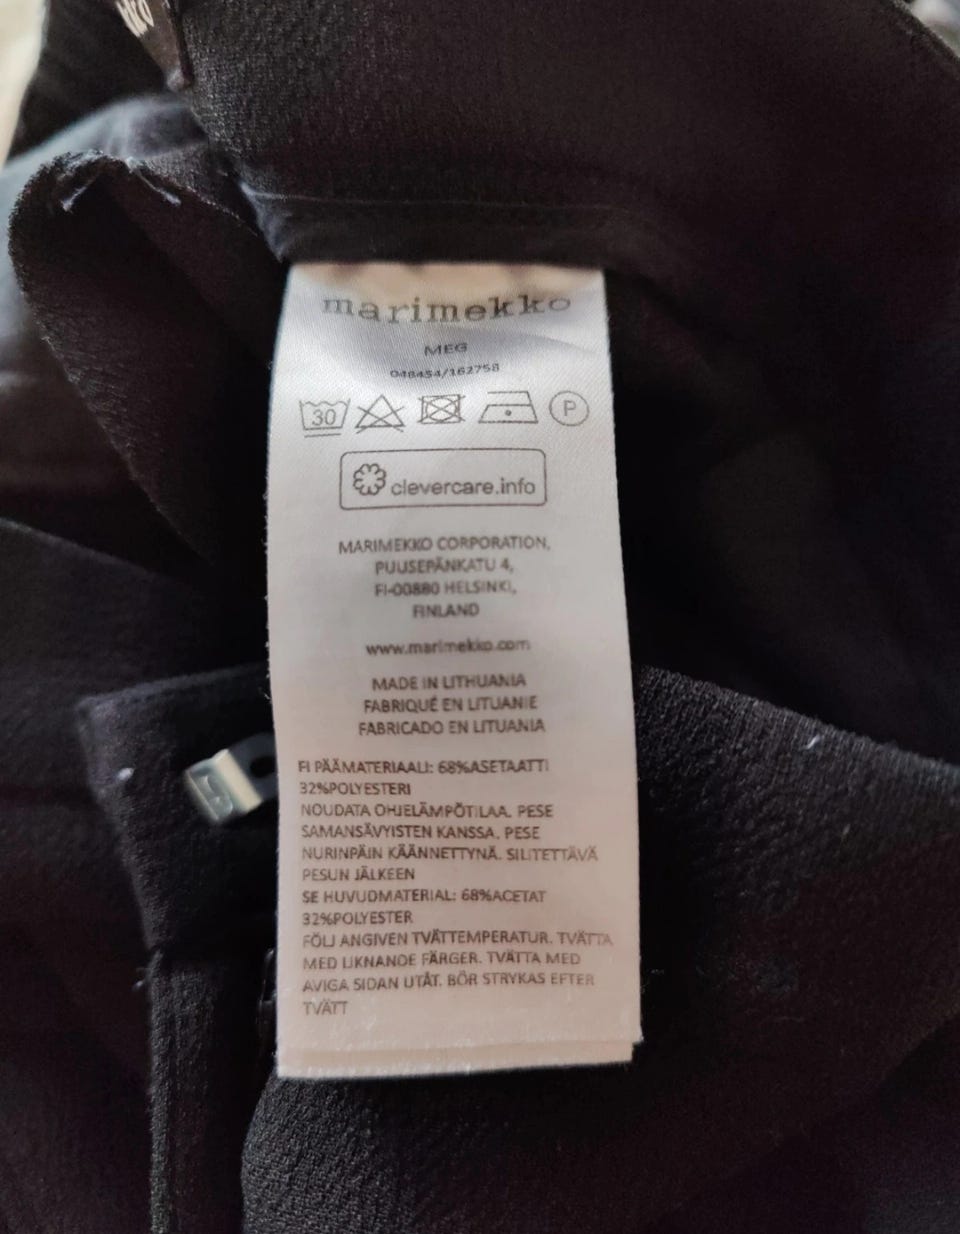 marimekko
MEG
048454/162758
30 P
clevercare.info
MARIMEKKO CORPORATION,
PUUSEPÄNKATU 4,
FI-00880 HELSINKI,
FINLAND
www.marimekko.com
MADE IN LITHUANIA
FABRIQUÉ EN LITUANIE
FABRICADO EN LITUANIA
FI PÄÄMATERIAALI: 68%ASETAATTI
32%POLYESTERI
NOUDATA OHJELÄMPÖTILAA. PESE
SAMANSÄVYISTEN KANSSA. PESE
NURINPÄIN KÄÄNNETTYNÄ. SILITETTÄVÄ
PESUN JÄLKEEN
SE HUVUDMATERIAL: 68%ACETAT
32%POLYESTER
FÖLJ ANGIVEN TVÄTTEMPERATUR. TVÄTTA
MED LIKNANDE FÄRGER. TVÄTTA MED
AVIGA SIDAN UTÅT. BÖR STRYKAS EFTER
TVÄTT